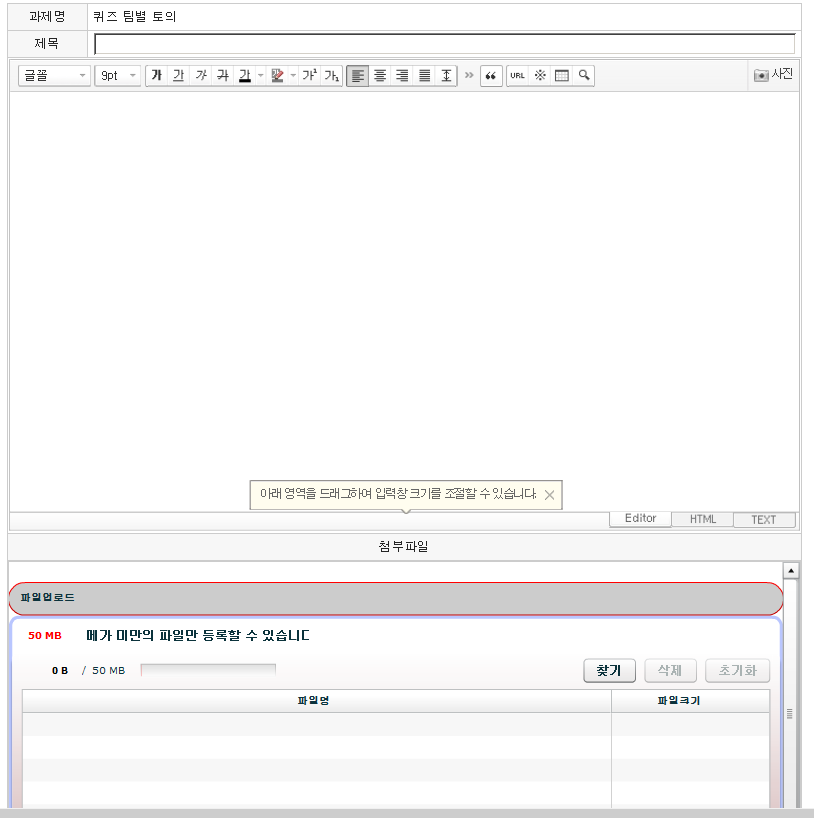 과제명 퀴즈 팀별 토의
제목
글꼴 9pt 가 가 가 가 가 가 가¹ 가₁ URL 사진
아래 영역을 드래그하여 입력창 크기를 조절할 수 있습니다.
Editor HTML TEXT
첨부파일
파일업로드
50 MB 메가 미만의 파일만 등록할 수 있습니다
0 B / 50 MB 찾기 삭제 초기화
파일명 파일크기